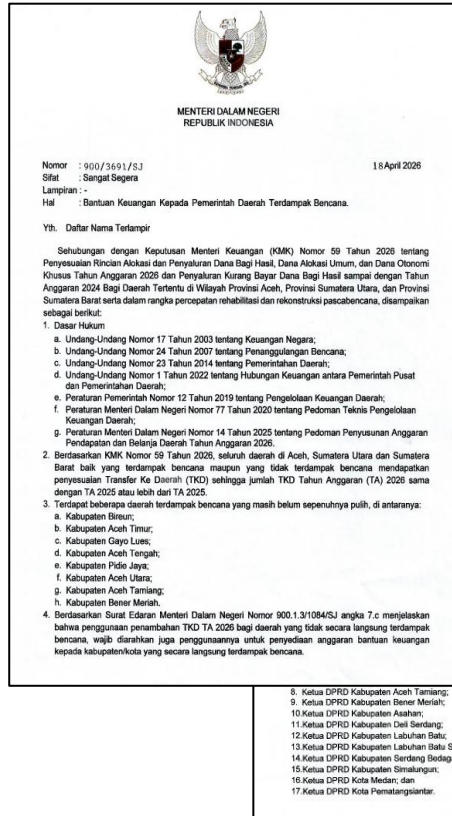 MENTERI DALAM NEGERI
REPUBLIK INDONESIA
Nomor : 900/3691/SJ
18 April 2026
Sifat : Sangat Segera
Lampiran : -
Hal : Bantuan Keuangan Kepada Pemerintah Daerah Terdampak Bencana.
Yth. Daftar Nama Terlampir
Sehubungan dengan Keputusan Menteri Keuangan (KMK) Nomor 59 Tahun 2026 tentang
Penyesuaian Rincian Alokasi dan Penyaluran Dana Bagi Hasil, Dana Alokasi Umum, dan Dana Otonomi
Khusus Tahun Anggaran 2026 dan Penyaluran Kurang Bayar Dana Bagi Hasil sampai dengan Tahun
Anggaran 2024 Bagi Daerah Tertentu di Wilayah Provinsi Aceh, Provinsi Sumatera Utara, dan Provinsi
Sumatera Barat serta dalam rangka percepatan rehabilitasi dan rekonstruksi pascabencana, disampaikan
sebagai berikut:
1. Dasar Hukum
a. Undang-Undang Nomor 17 Tahun 2003 tentang Keuangan Negara;
b. Undang-Undang Nomor 24 Tahun 2007 tentang Penanggulangan Bencana;
c. Undang-Undang Nomor 23 Tahun 2014 tentang Pemerintahan Daerah;
d. Undang-Undang Nomor 1 Tahun 2022 tentang Hubungan Keuangan antara Pemerintah Pusat
dan Pemerintahan Daerah;
e. Peraturan Pemerintah Nomor 12 Tahun 2019 tentang Pengelolaan Keuangan Daerah;
f. Peraturan Menteri Dalam Negeri Nomor 77 Tahun 2020 tentang Pedoman Teknis Pengelolaan
Keuangan Daerah;
g. Peraturan Menteri Dalam Negeri Nomor 14 Tahun 2025 tentang Pedoman Penyusunan Anggaran
Pendapatan dan Belanja Daerah Tahun Anggaran 2026.
2. Berdasarkan KMK Nomor 59 Tahun 2026, seluruh daerah di Aceh, Sumatera Utara dan Sumatera
Barat baik yang terdampak bencana maupun yang tidak terdampak bencana mendapatkan
penyesuaian Transfer Ke Daerah (TKD) sehingga jumlah TKD Tahun Anggaran (TA) 2026 sama
dengan TA 2025 atau lebih dari TA 2025.
3. Terdapat beberapa daerah terdampak bencana yang masih belum sepenuhnya pulih, di antaranya:
a. Kabupaten Bireun;
b. Kabupaten Aceh Timur;
c. Kabupaten Gayo Lues;
d. Kabupaten Aceh Tengah;
e. Kabupaten Pidie Jaya;
f. Kabupaten Aceh Utara;
g. Kabupaten Aceh Tamiang;
h. Kabupaten Bener Meriah.
4. Berdasarkan Surat Edaran Menteri Dalam Negeri Nomor 900.1.3/1084/SJ angka 7.c menjelaskan
bahwa penggunaan penambahan TKD TA 2026 bagi daerah yang tidak secara langsung terdampak
bencana, wajib diarahkan juga penggunaannya untuk penyediaan anggaran bantuan keuangan
kepada kabupaten/kota yang secara langsung terdampak bencana.
8. Ketua DPRD Kabupaten Aceh Tamiang;
9. Ketua DPRD Kabupaten Bener Meriah;
10.Ketua DPRD Kabupaten Asahan;
11.Ketua DPRD Kabupaten Deli Serdang;
12.Ketua DPRD Kabupaten Labuhan Batu;
13.Ketua DPRD Kabupaten Labuhan Batu S
14.Ketua DPRD Kabupaten Serdang Bedaga
15.Ketua DPRD Kabupaten Simalungun;
16.Ketua DPRD Kota Medan; dan
17.Ketua DPRD Kota Pematangsiantar.